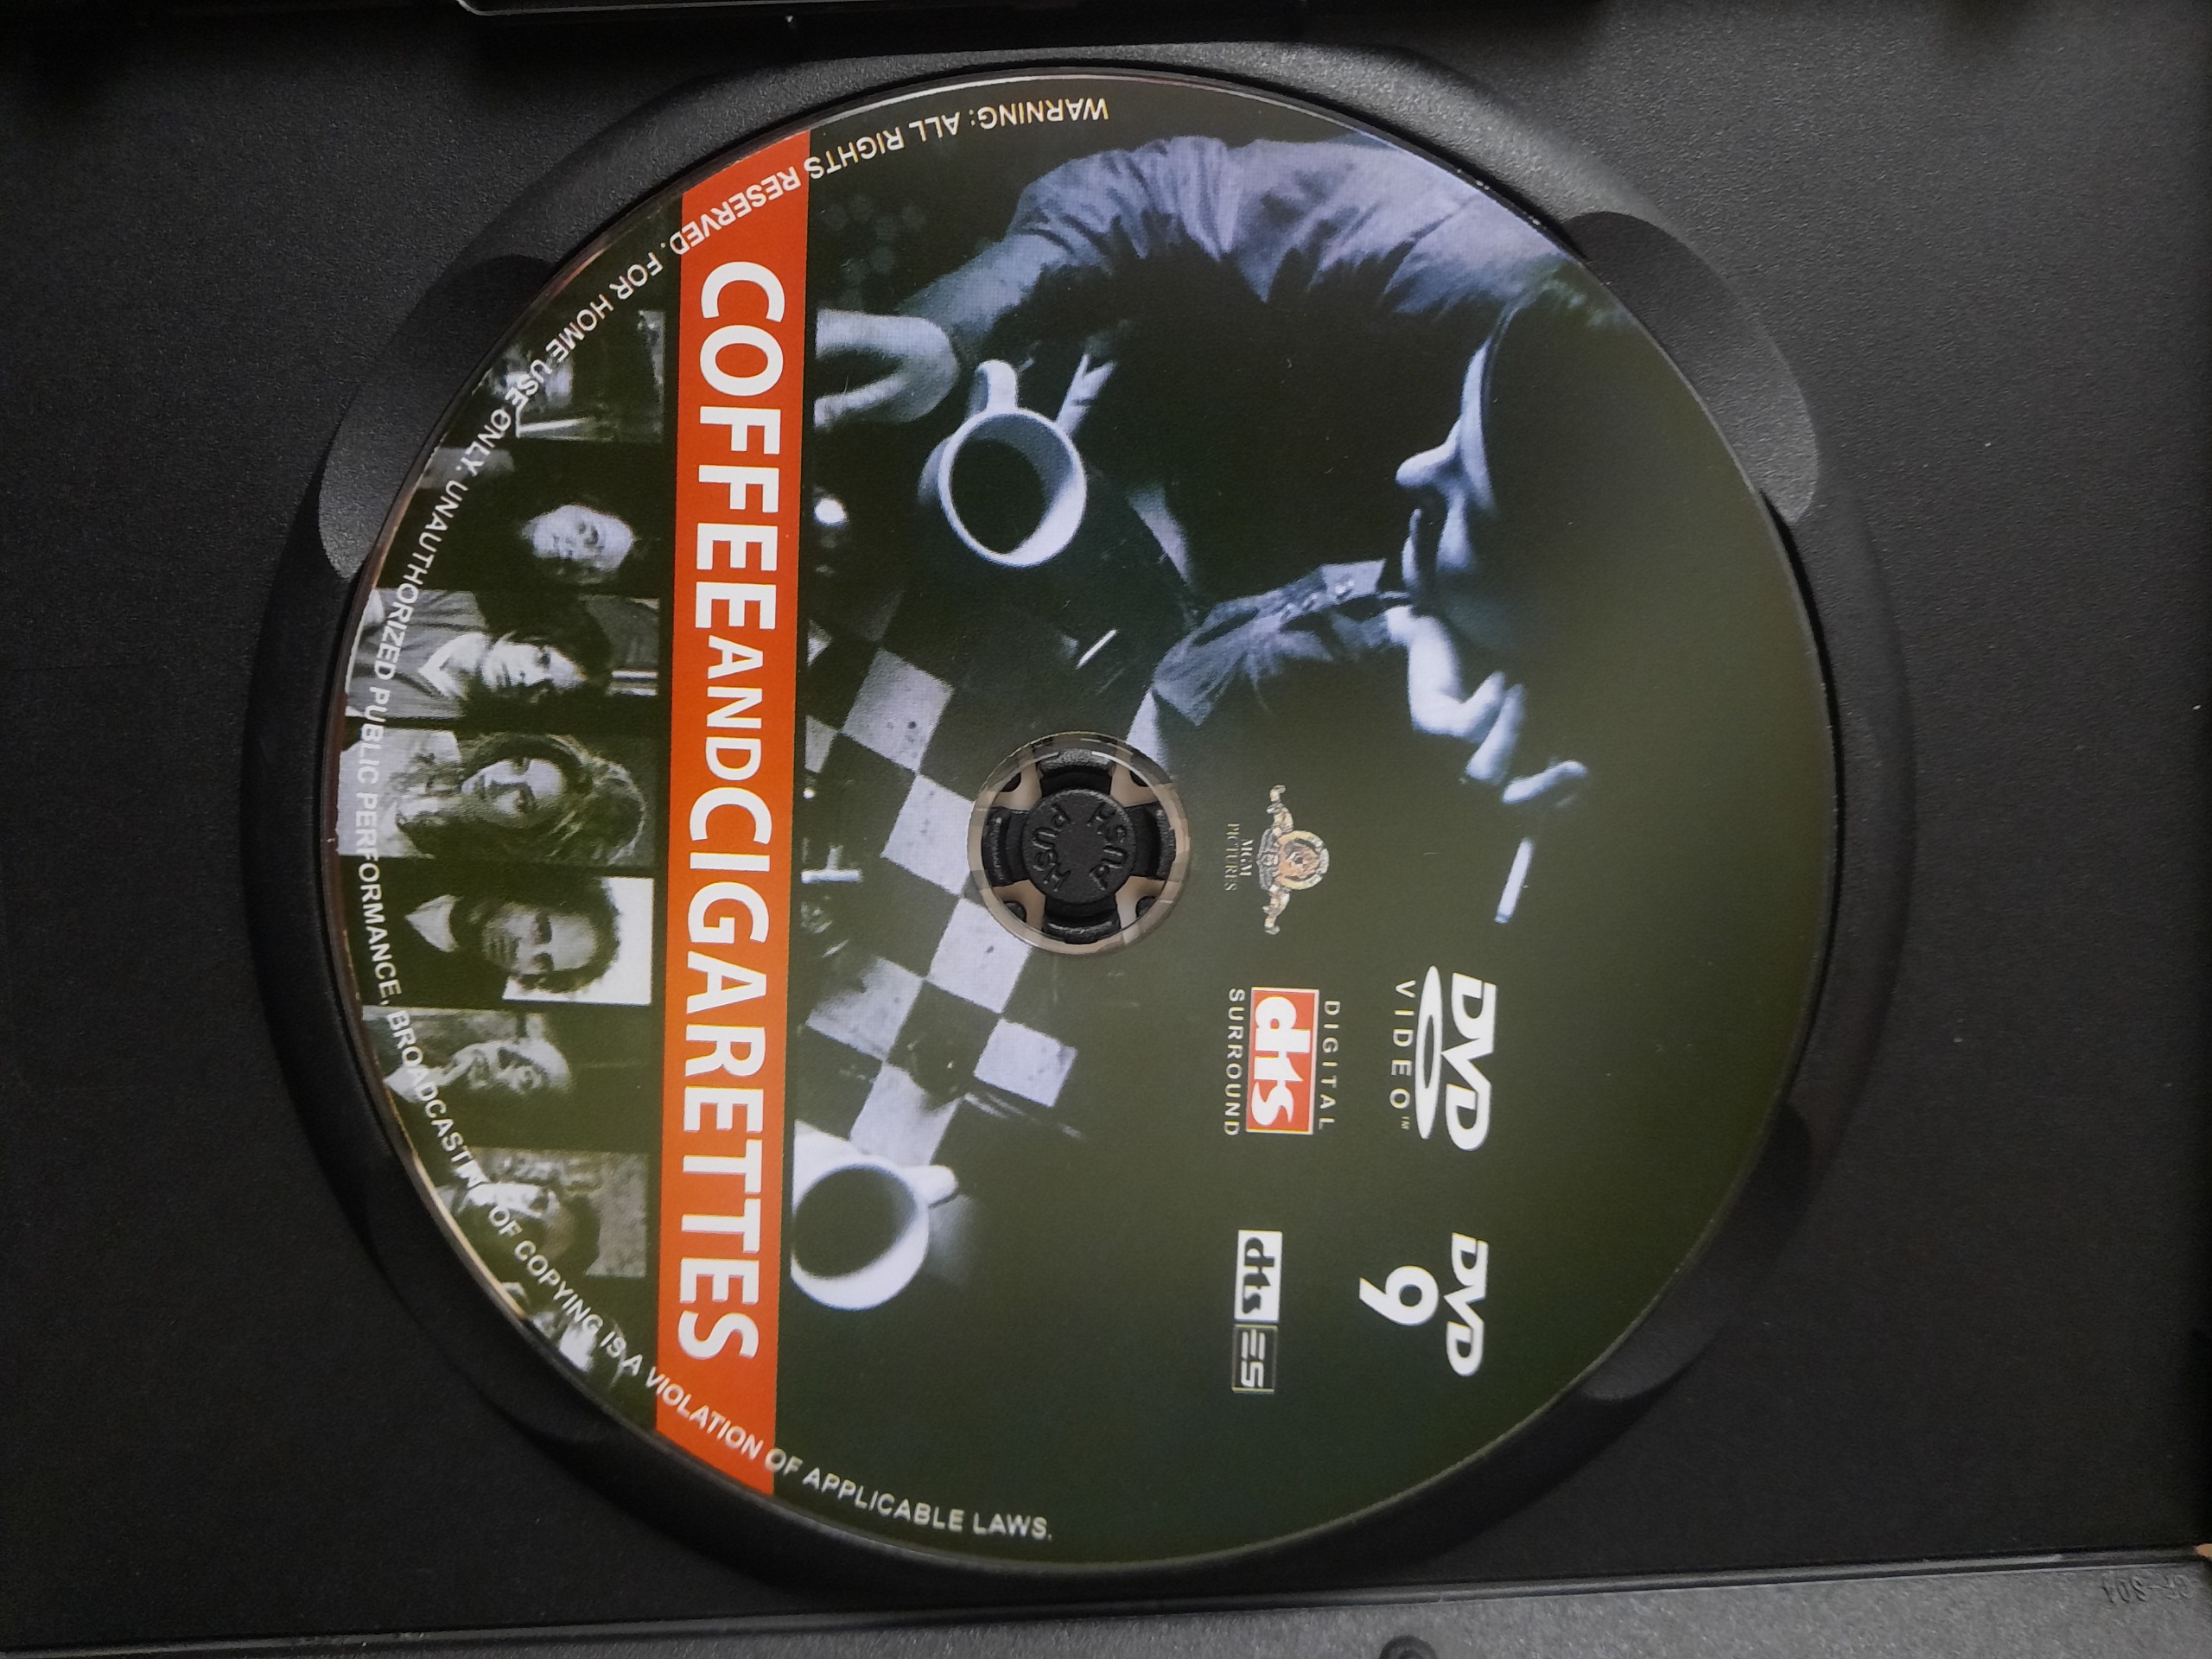 WARNING: ALL RIGHTS RESERVED. FOR HOME USE ONLY. UNAUTHORIZED PUBLIC PERFORMANCE, BROADCASTING OF COPYING IS A VIOLATION OF APPLICABLE LAWS.
DVD
VIDEO™
DVD
9
MGM
PICTURES
DIGITAL
dts
SURROUND
dts ES
PUSH
PUSH
COFFEEANDCIGARETTES